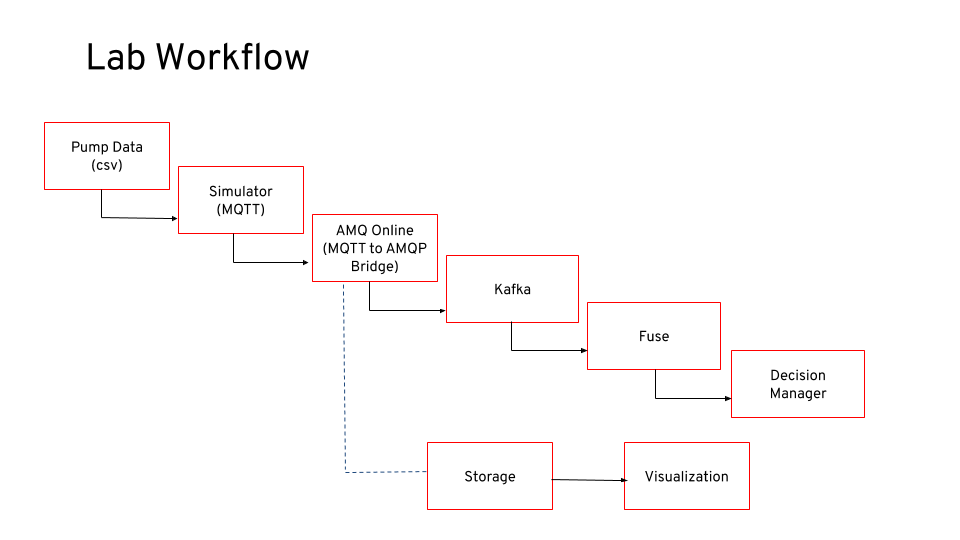 Lab Workflow
Pump Data
(csv)
Simulator
(MQTT)
AMQ Online
(MQTT to AMQP
Bridge)
Kafka
Fuse
Decision
Manager
Storage
Visualization